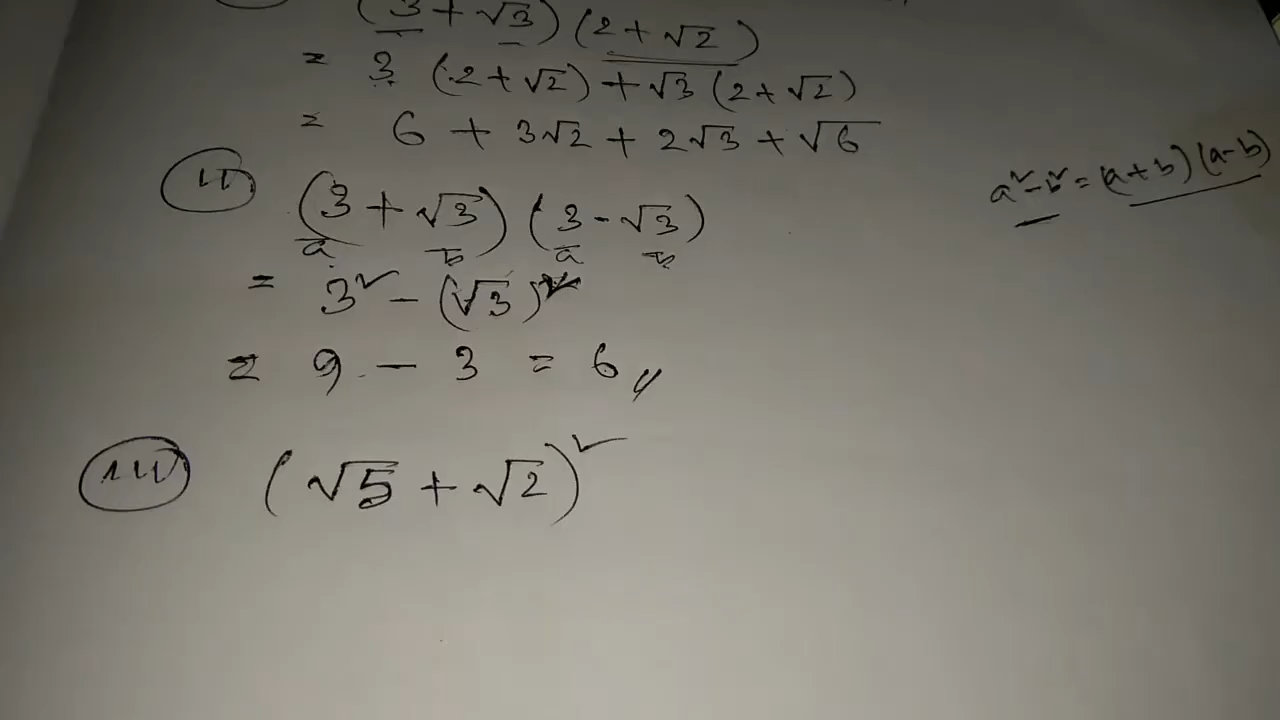 (3 + √3) (2 + √2)
= 3 (2 + √2) + √3 (2 + √2)
= 6 + 3√2 + 2√3 + √6
a² - b² = (a + b) (a - b)
ii (3 + √3) (3 - √3)
a b a b
= 3² - (√3)²
= 9 - 3 = 6 //
iii (√5 + √2)²